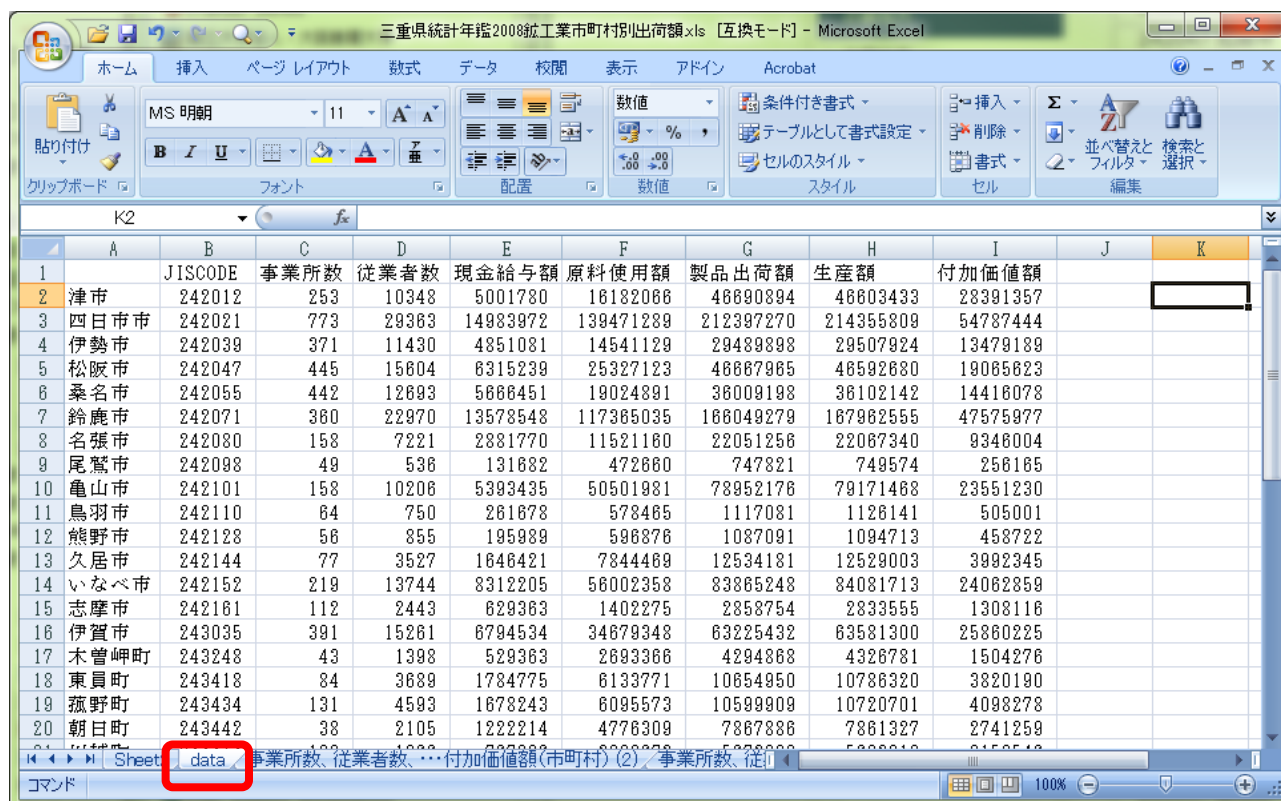 三重県統計年鑑2008鉱工業市町村別出荷額.xls [互換モード] - Microsoft Excel
ホーム 挿入 ページ レイアウト 数式 データ 校閲 表示 アドイン Acrobat
MS 明朝 11 A A 数値 条件付き書式 挿入 Σ
貼り付け B I U A ア亜 % , テーブルとして書式設定 削除 並べ替えとフィルタ 検索と選択
.0 .00 .00 .0 セルのスタイル 書式
クリップボード フォント 配置 数値 スタイル セル 編集
K2 fx
A B C D E F G H I J K
1 JISCODE 事業所数 従業者数 現金給与額 原料使用額 製品出荷額 生産額 付加価値額
2 津市 242012 253 10348 5001780 16182066 46690894 46603433 28391357
3 四日市市 242021 773 29363 14983972 139471289 212397270 214355809 54787444
4 伊勢市 242039 371 11430 4851081 14541129 29489898 29507924 13479189
5 松阪市 242047 445 15604 6315239 25327123 46667965 46592680 19065623
6 桑名市 242055 442 12693 5666451 19024891 36009198 36102142 14416078
7 鈴鹿市 242071 360 22970 13578548 117365035 166049279 167962555 47575977
8 名張市 242080 158 7221 2881770 11521160 22051256 22067340 9346004
9 尾鷲市 242098 49 536 131682 472660 747821 749574 256165
10 亀山市 242101 158 10206 5393435 50501981 78952176 79171468 23551230
11 鳥羽市 242110 64 750 261678 578465 1117081 1126141 505001
12 熊野市 242128 56 855 195989 596876 1087091 1094713 458722
13 久居市 242144 77 3527 1646421 7844469 12534181 12529003 3992345
14 いなべ市 242152 219 13744 8312205 56002358 83865248 84081713 24062859
15 志摩市 242161 112 2443 629363 1402275 2858754 2833555 1308116
16 伊賀市 243035 391 15261 6794534 34679348 63225432 63581300 25860225
17 木曽岬町 243248 43 1398 529363 2693366 4294868 4326781 1504276
18 東員町 243418 84 3689 1784775 6133771 10654950 10786320 3820190
19 菰野町 243434 131 4593 1678243 6095573 10599909 10720701 4098278
20 朝日町 243442 38 2105 1222214 4776309 7867886 7861327 2741259
Sheet data 事業所数、従業者数、…付加価値額(市町村) (2) 事業所数、従
コマンド 100%